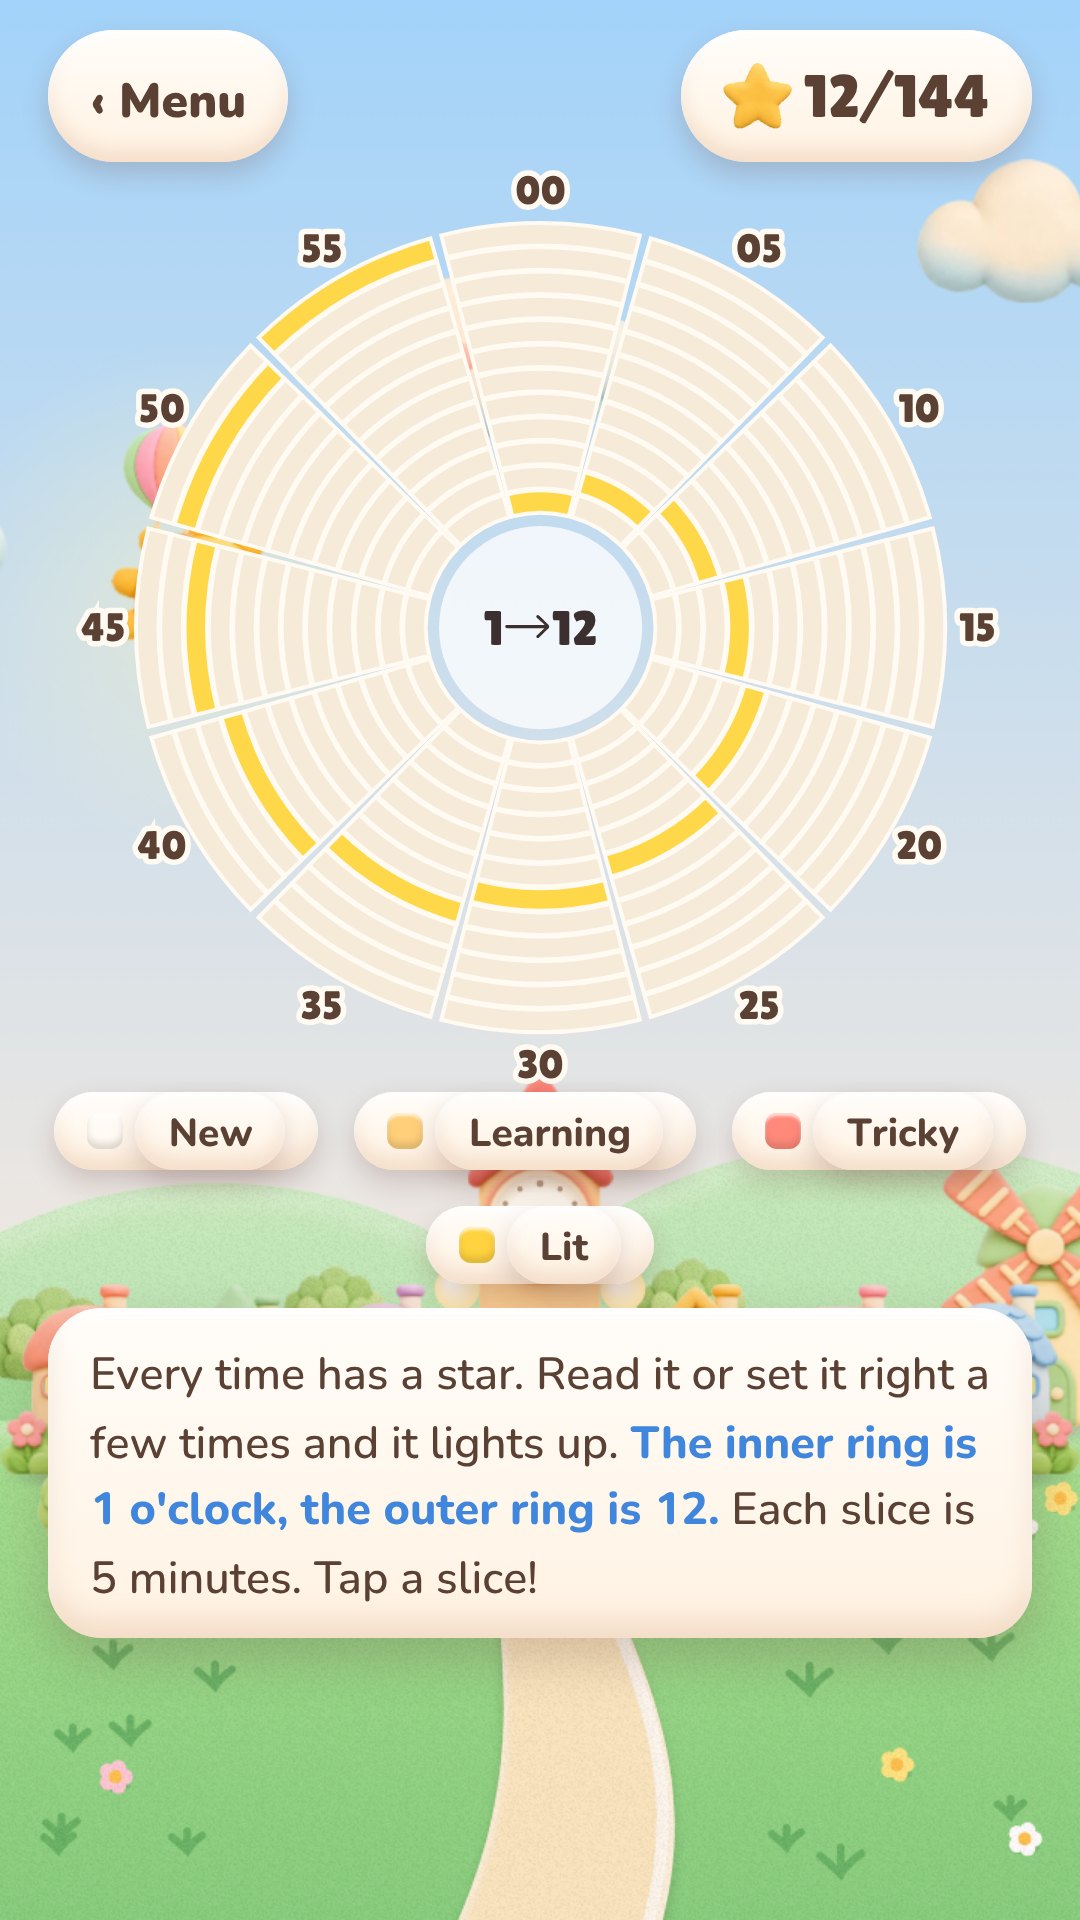 ‹ Menu
12/144
00
55
05
50
10
45
1→12
15
40
20
35
25
30
New
Learning
Tricky
Lit
Every time has a star. Read it or set it right a
few times and it lights up. The inner ring is
1 o'clock, the outer ring is 12. Each slice is
5 minutes. Tap a slice!